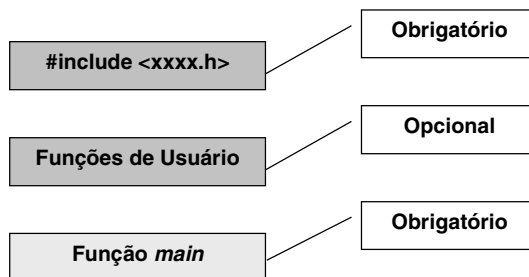 Obrigatório
#include <xxxx.h>
Opcional
Funções de Usuário
Obrigatório
Função main